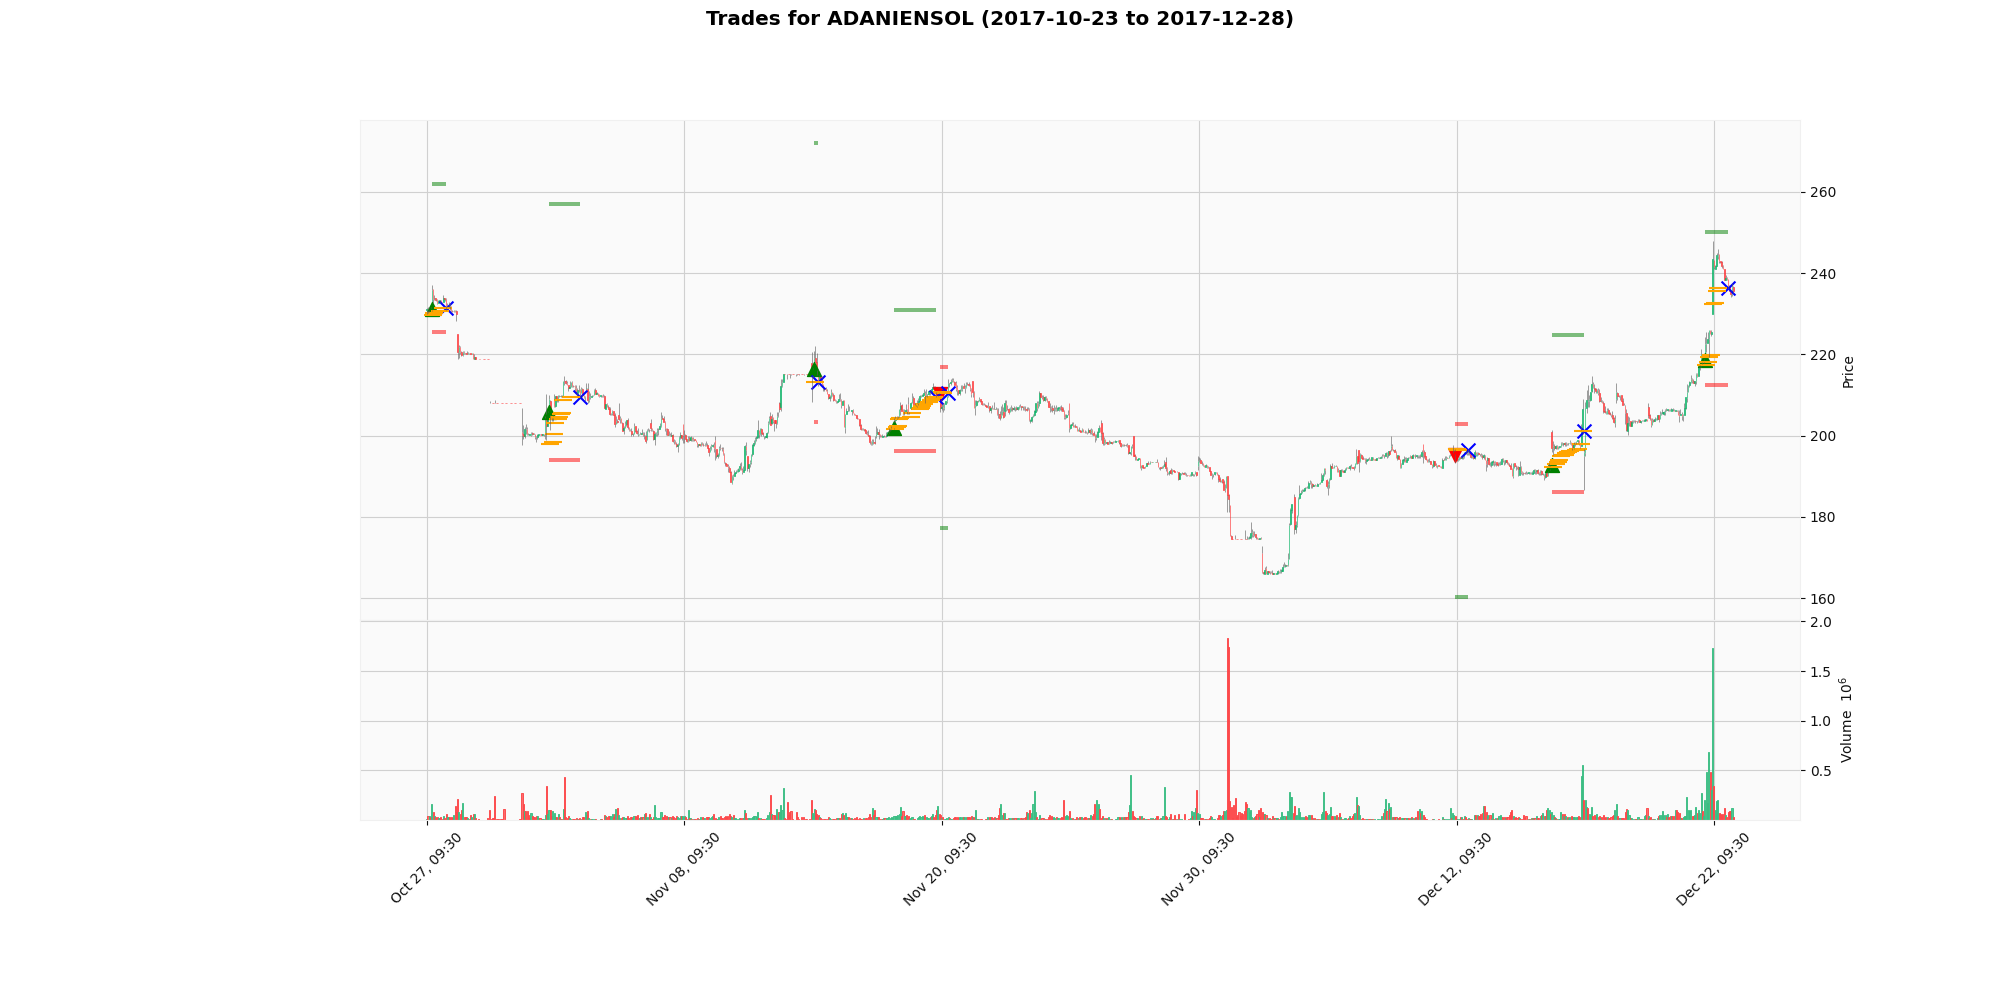 Trades for ADANIENSOL (2017-10-23 to 2017-12-28)
260
240
220
200
180
160
Price
2.0
1.5
1.0
0.5
Volume 10^6
Oct 27, 09:30
Nov 08, 09:30
Nov 20, 09:30
Nov 30, 09:30
Dec 12, 09:30
Dec 22, 09:30